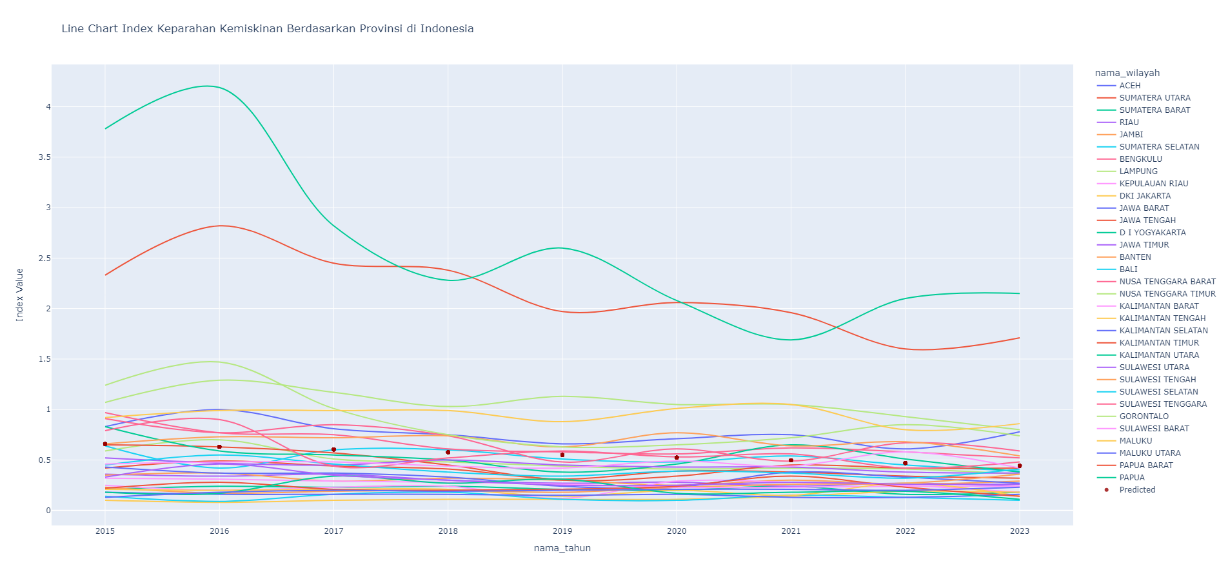 Line Chart Index Keparahan Kemiskinan Berdasarkan Provinsi di Indonesia
nama_wilayah
ACEH
SUMATERA UTARA
SUMATERA BARAT
RIAU
JAMBI
SUMATERA SELATAN
BENGKULU
LAMPUNG
KEPULAUAN RIAU
DKI JAKARTA
JAWA BARAT
JAWA TENGAH
D I YOGYAKARTA
JAWA TIMUR
BANTEN
BALI
NUSA TENGGARA BARAT
NUSA TENGGARA TIMUR
KALIMANTAN BARAT
KALIMANTAN TENGAH
KALIMANTAN SELATAN
KALIMANTAN TIMUR
KALIMANTAN UTARA
SULAWESI UTARA
SULAWESI TENGAH
SULAWESI SELATAN
SULAWESI TENGGARA
GORONTALO
SULAWESI BARAT
MALUKU
MALUKU UTARA
PAPUA BARAT
PAPUA
Predicted
Index Value
4
3.5
3
2.5
2
1.5
1
0.5
0
2015 2016 2017 2018 2019 2020 2021 2022 2023
nama_tahun